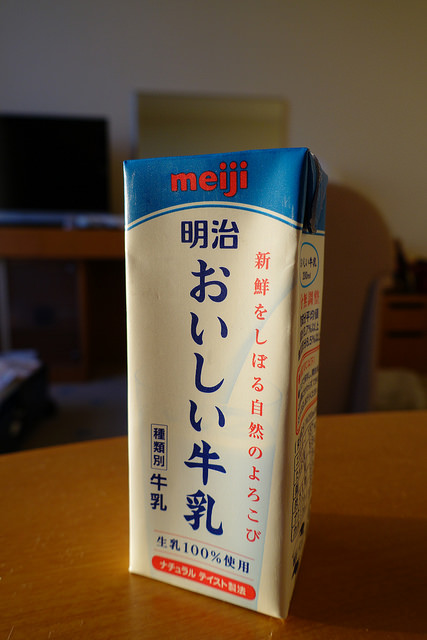 meiji
明治
おいしい牛乳
新鮮をしぼる自然のよろこび
種類別
牛乳
生乳100%使用
ナチュラル テイスト製法